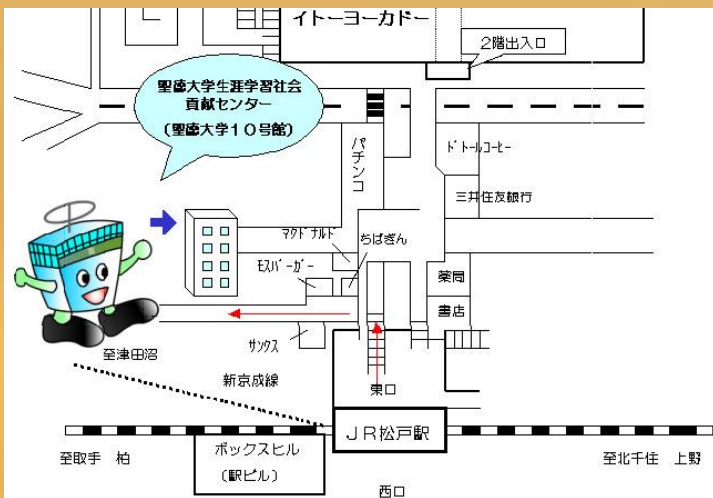 イトーヨーカドー
2階出入口
聖徳大学生涯学習社会
貢献センター
（聖徳大学１０号館）
パチンコ
ﾄﾞﾄｰﾙｺｰﾋｰ
三井住友銀行
ﾏｸﾄﾞﾅﾙﾄﾞ
ちばぎん
ﾓｽﾊﾞｰｶﾞｰ
薬局
書店
ｻﾝｸｽ
至津田沼
新京成線
東口
ＪＲ松戸駅
至取手　柏
ボックスヒル
（駅ビル）
至北千住　上野
西口